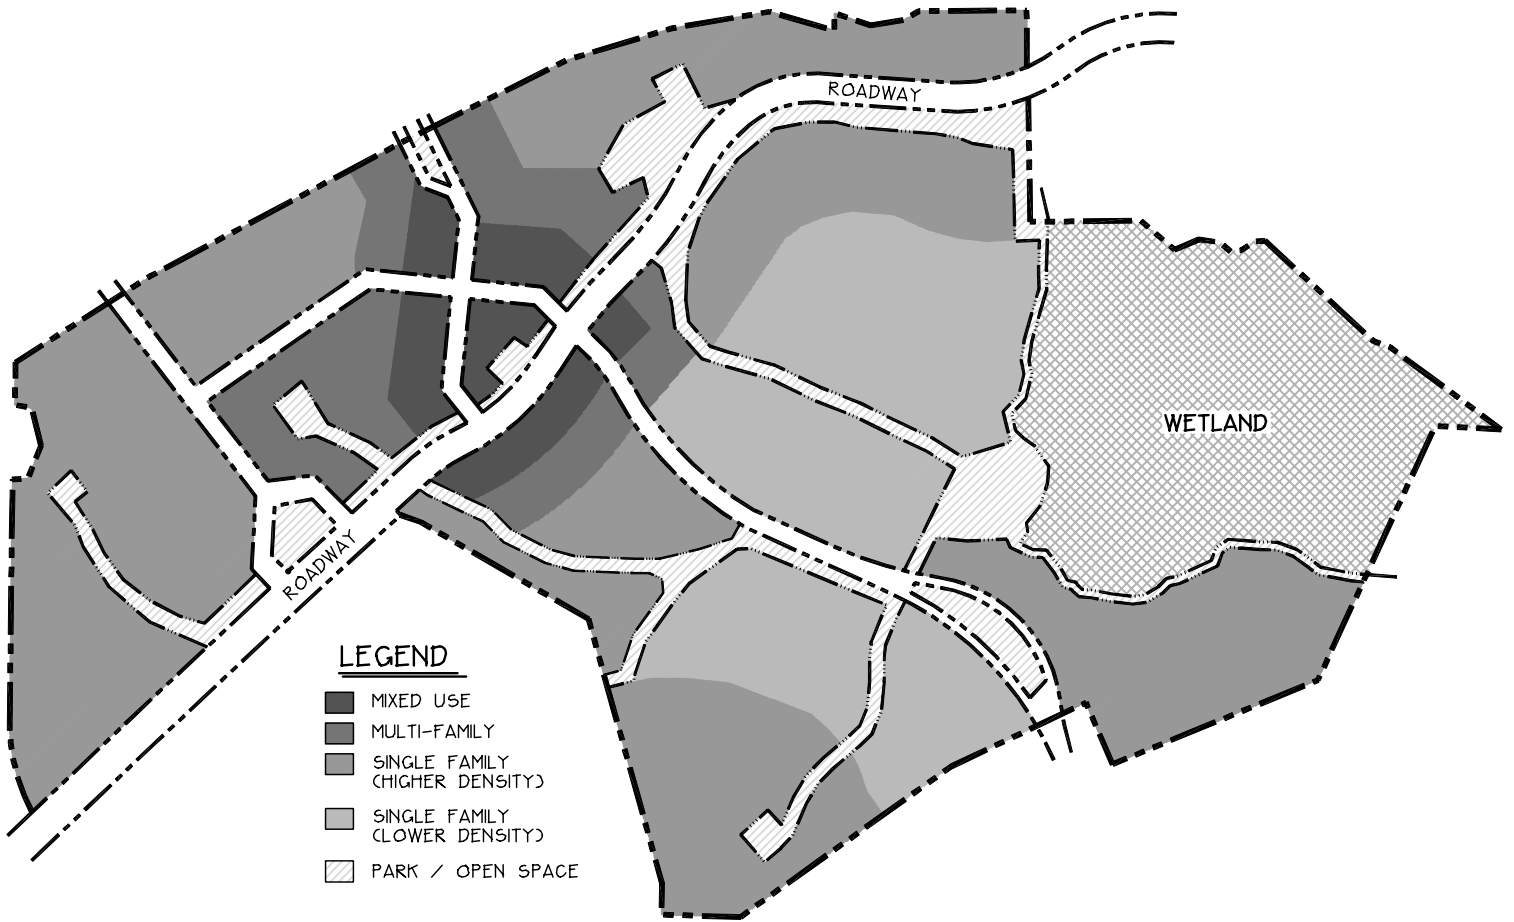 ROADWAY
WETLAND
ROADWAY
LEGEND
MIXED USE
MULTI-FAMILY
SINGLE FAMILY
(HIGHER DENSITY)
SINGLE FAMILY
(LOWER DENSITY)
PARK / OPEN SPACE